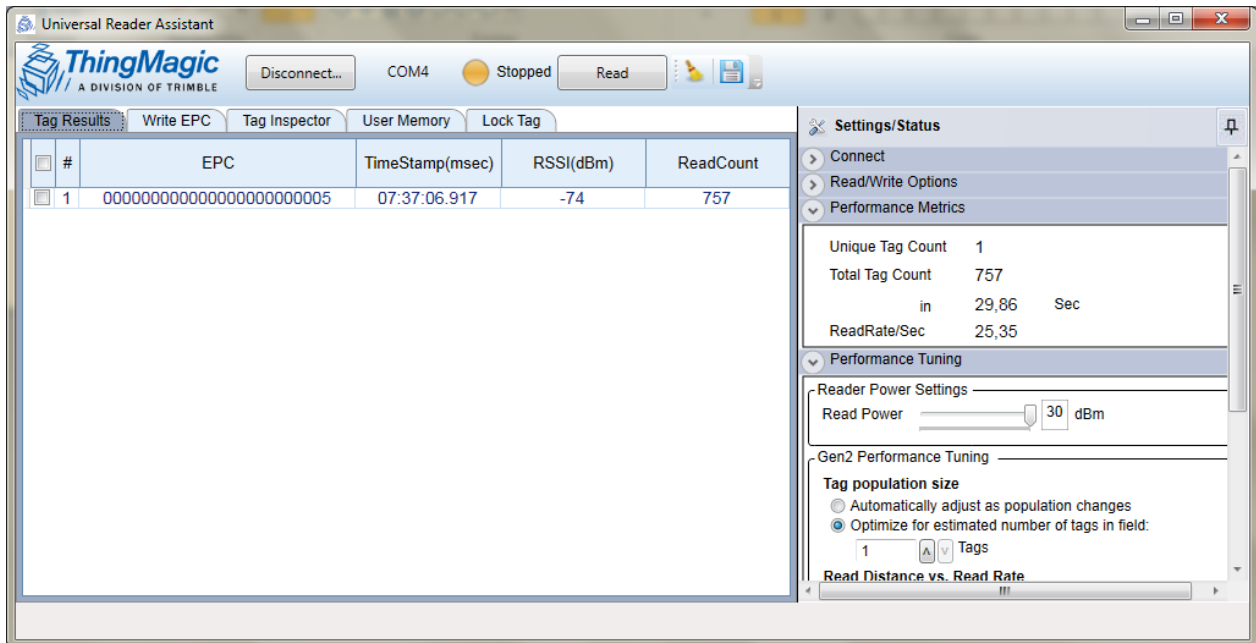 Universal Reader Assistant
ThingMagic
A DIVISION OF TRIMBLE
Disconnect... COM4 Stopped Read
Tag Results Write EPC Tag Inspector User Memory Lock Tag
# EPC TimeStamp(msec) RSSI(dBm) ReadCount
1 000000000000000000000005 07:37:06.917 -74 757
Settings/Status
Connect
Read/Write Options
Performance Metrics
Unique Tag Count 1
Total Tag Count 757
in 29,86 Sec
ReadRate/Sec 25,35
Performance Tuning
Reader Power Settings
Read Power 30 dBm
Gen2 Performance Tuning
Tag population size
Automatically adjust as population changes
Optimize for estimated number of tags in field:
1 Tags
Read Distance vs. Read Rate